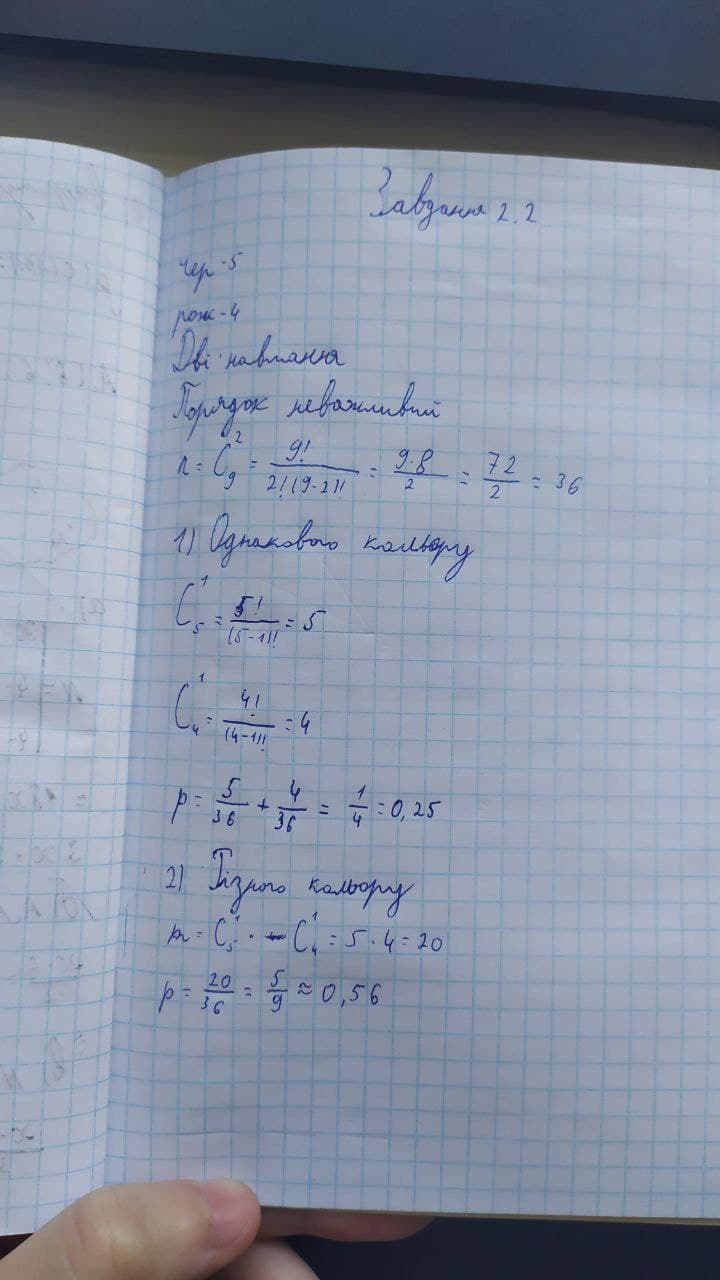 Завдання 2.2
чер-5
рож-4
Дві навмання
Порядок неважливий
n = C₉² = 9!/2!(9-2)! = 9·8/2 = 72/2 = 36
1) Однакового кольору
C₅¹ = 5!/(5-1)! = 5
C₄¹ = 4!/(4-1)! = 4
p = 5/36 + 4/36 = 1/4 = 0,25
2) Різного кольору
m = C₅¹ · C₄¹ = 5 · 4 = 20
p = 20/36 = 5/9 ≈ 0,56